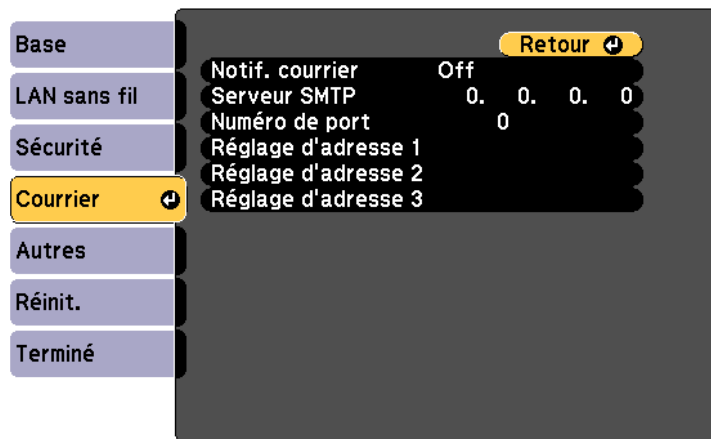 Base
LAN sans fil
Sécurité
Courrier
Autres
Réinit.
Terminé
Retour
Notif. courrier Off
Serveur SMTP 0. 0. 0. 0
Numéro de port 0
Réglage d'adresse 1
Réglage d'adresse 2
Réglage d'adresse 3